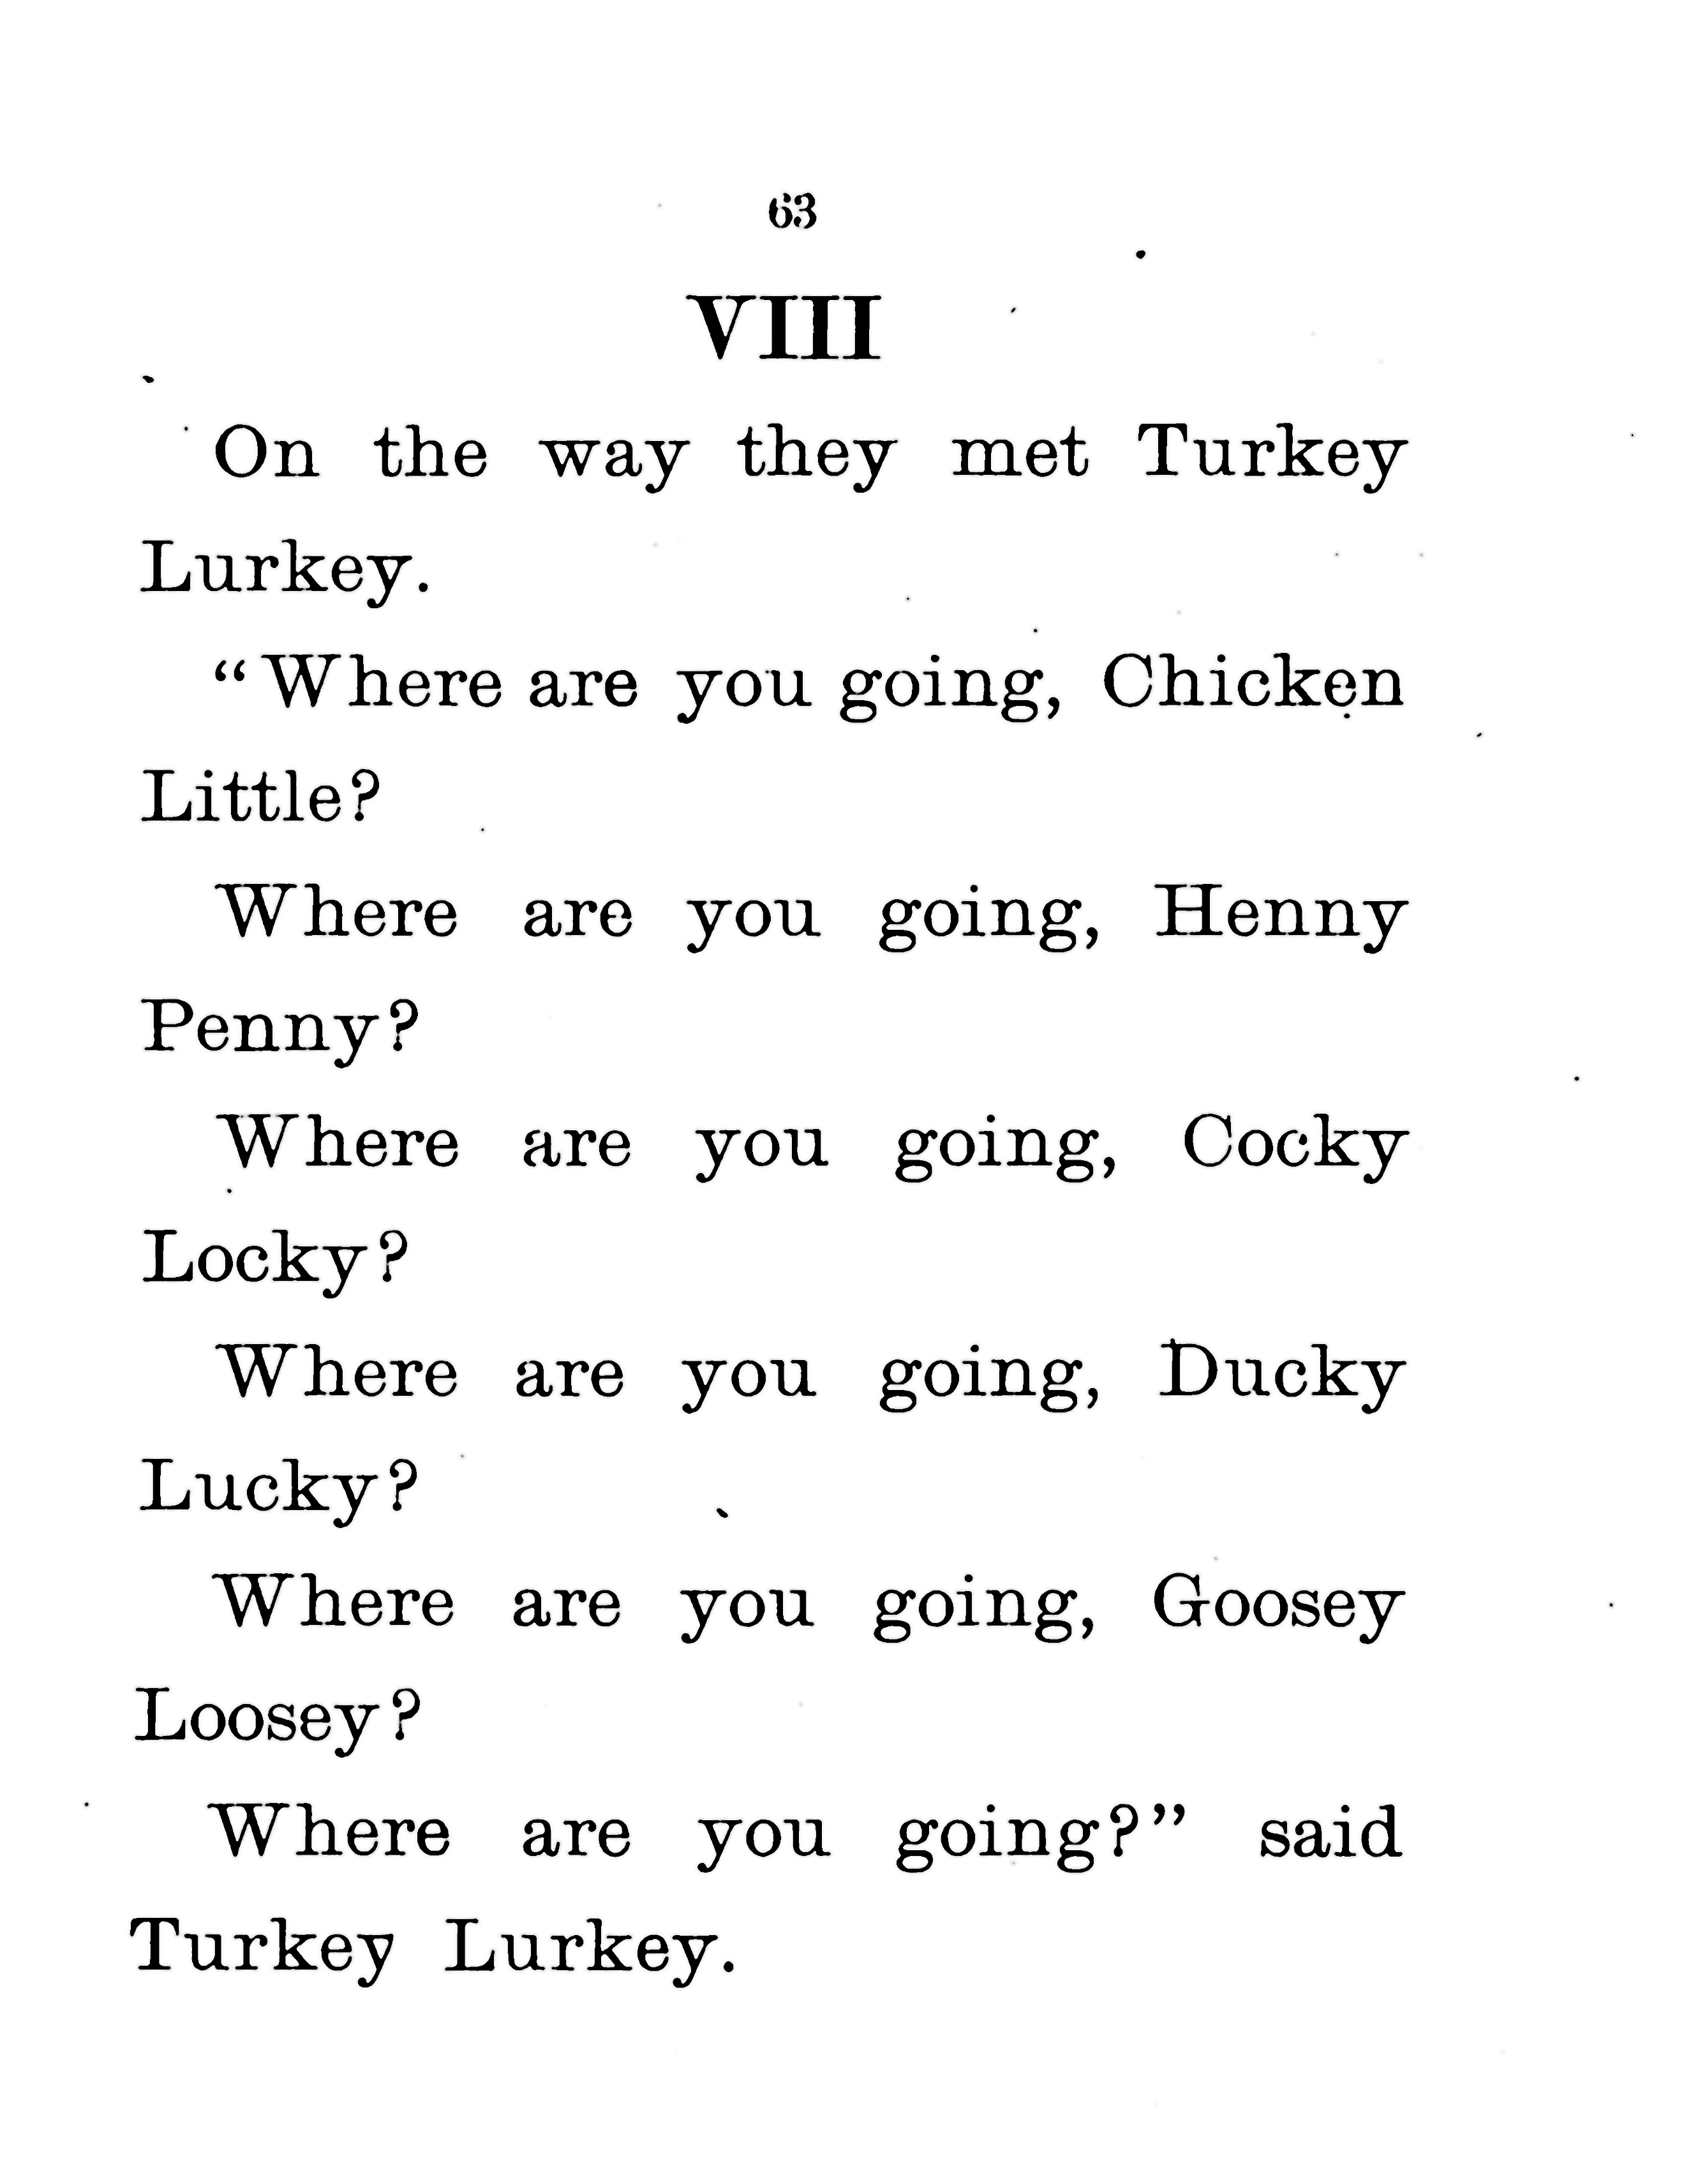 63
VIII
On the way they met Turkey
Lurkey.
“Where are you going, Chicken
Little?
Where are you going, Henny
Penny?
Where are you going, Cocky
Locky?
Where are you going, Ducky
Lucky?
Where are you going, Goosey
Loosey?
Where are you going?” said
Turkey Lurkey.